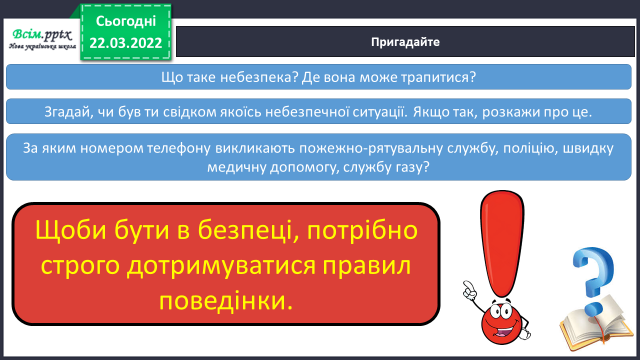 Всім.pptx
Нова українська школа
Сьогодні
22.03.2022
Пригадайте
Що таке небезпека? Де вона може трапитися?
Згадай, чи був ти свідком якоїсь небезпечної ситуації. Якщо так, розкажи про це.
За яким номером телефону викликають пожежно-рятувальну службу, поліцію, швидку
медичну допомогу, службу газу?
Щоби бути в безпеці, потрібно
строго дотримуватися правил
поведінки.